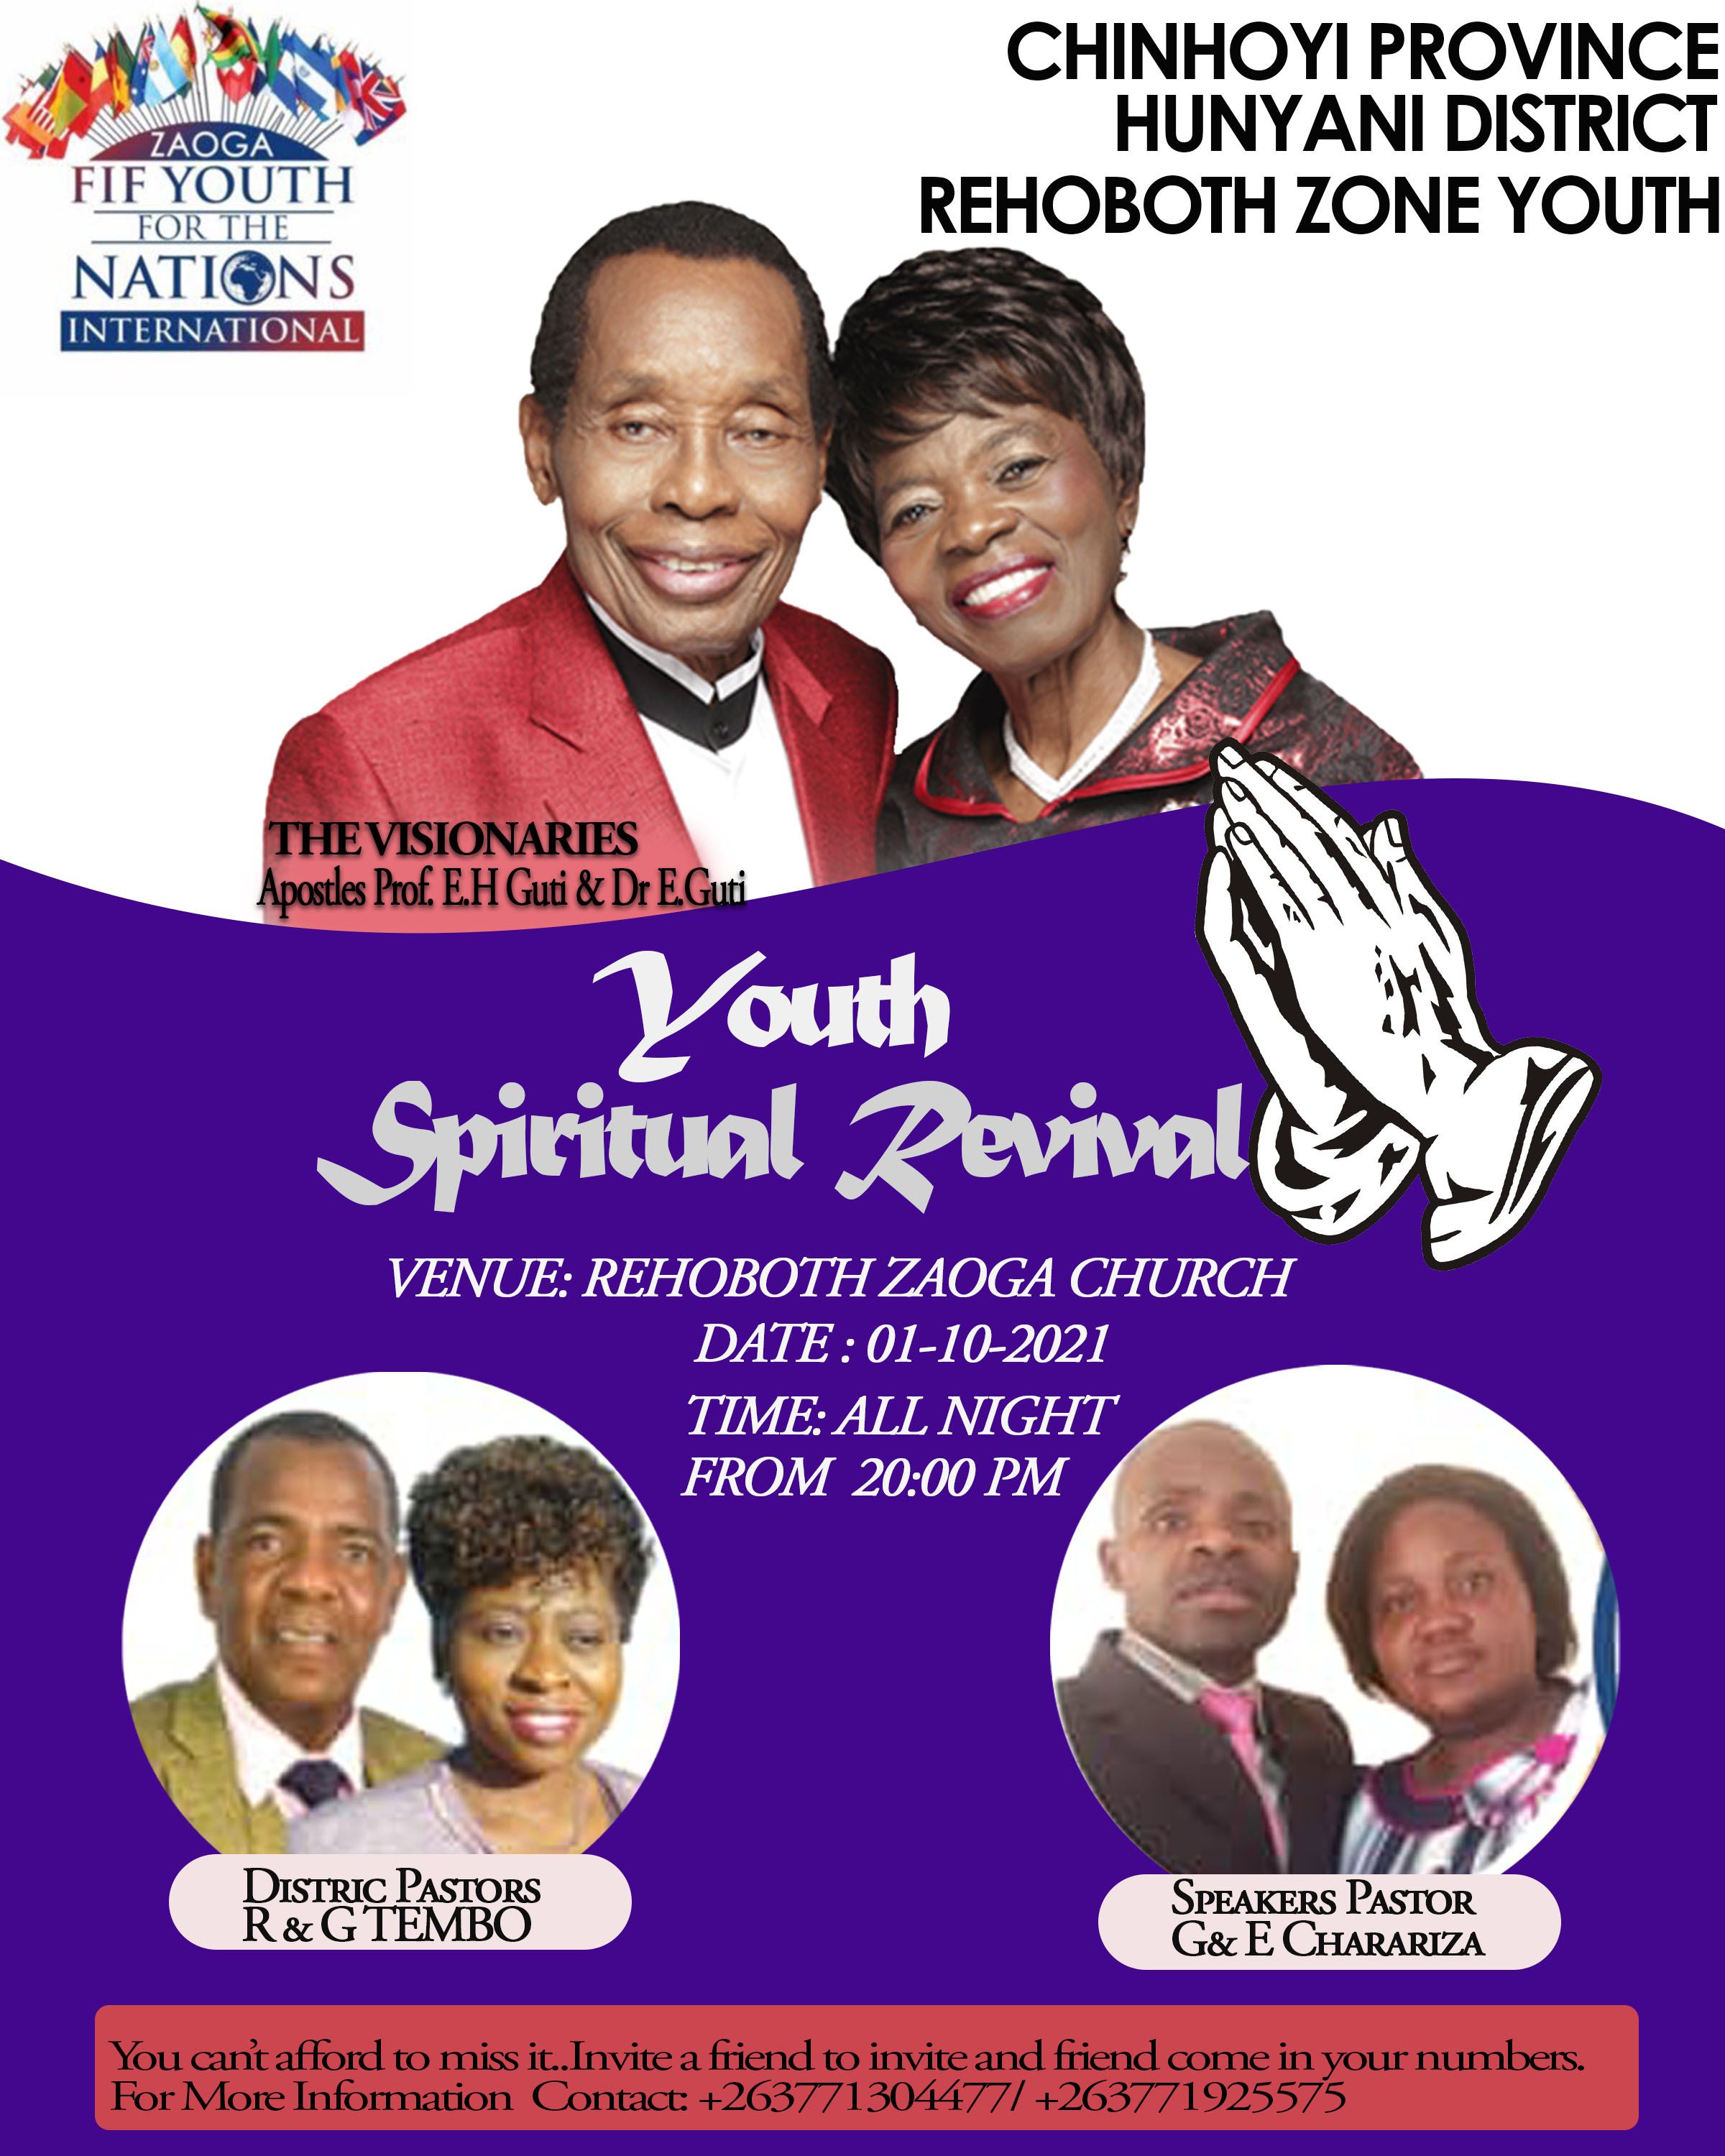 ZAOGA
FIF YOUTH
FOR THE
NATIONS
INTERNATIONAL
CHINHOYI PROVINCE
HUNYANI DISTRICT
REHOBOTH ZONE YOUTH
THE VISIONARIES
Apostles Prof. E.H Guti & Dr E.Guti
Youth
Spiritual Revival
VENUE: REHOBOTH ZAOGA CHURCH
DATE : 01-10-2021
TIME: ALL NIGHT
FROM 20:00 PM
DISTRIC PASTORS
R & G TEMBO
SPEAKERS PASTOR
G& E CHARARIZA
You can't afford to miss it..Invite a friend to invite and friend come in your numbers.
For More Information Contact: +263771304477/ +263771925575